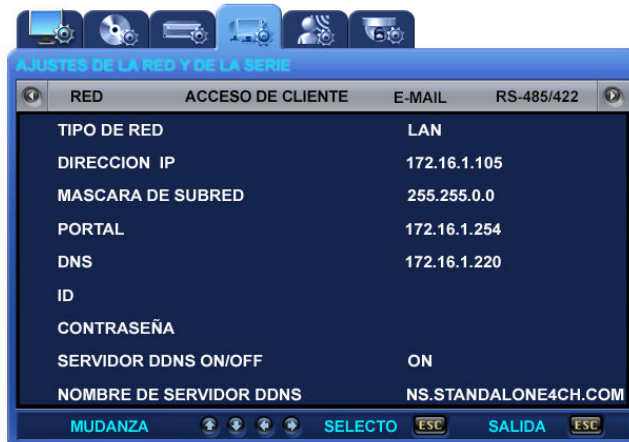 AJUSTES DE LA RED Y DE LA SERIE
RED ACCESO DE CLIENTE E-MAIL RS-485/422
TIPO DE RED LAN
DIRECCION IP 172.16.1.105
MASCARA DE SUBRED 255.255.0.0
PORTAL 172.16.1.254
DNS 172.16.1.220
ID
CONTRASEÑA
SERVIDOR DDNS ON/OFF ON
NOMBRE DE SERVIDOR DDNS NS.STANDALONE4CH.COM
MUDANZA SELECTO ESC SALIDA ESC